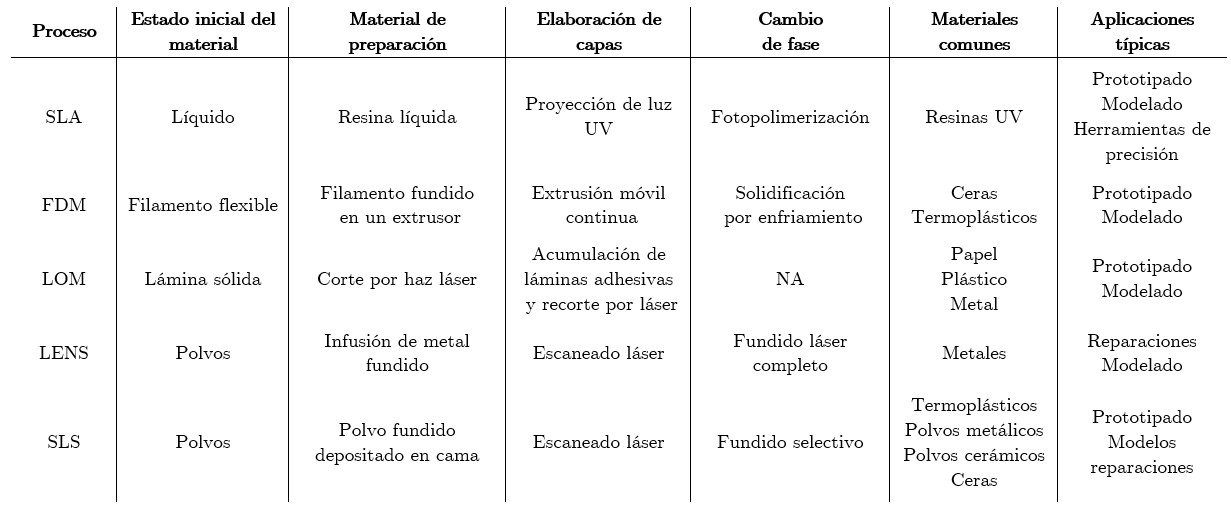 Proceso
Estado inicial del
material
Material de
preparación
Elaboración de
capas
Cambio
de fase
Materiales
comunes
Aplicaciones
típicas
SLA
Líquido
Resina líquida
Proyección de luz
UV
Fotopolimerización
Resinas UV
Prototipado
Modelado
Herramientas de
precisión
FDM
Filamento flexible
Filamento fundido
en un extrusor
Extrusión móvil
continua
Solidificación
por enfriamiento
Ceras
Termoplásticos
Prototipado
Modelado
LOM
Lámina sólida
Corte por haz láser
Acumulación de
láminas adhesivas
y recorte por láser
NA
Papel
Plástico
Metal
Prototipado
Modelado
LENS
Polvos
Infusión de metal
fundido
Escaneado láser
Fundido láser
completo
Metales
Reparaciones
Modelado
SLS
Polvos
Polvo fundido
depositado en cama
Escaneado láser
Fundido selectivo
Termoplásticos
Polvos metálicos
Polvos cerámicos
Ceras
Prototipado
Modelos
reparaciones